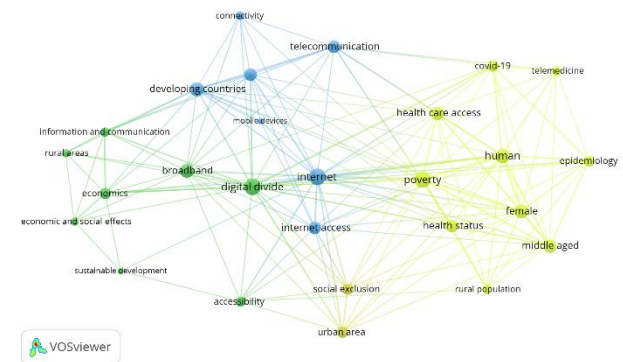 connectivity
telecommunication
covid-19
telemedicine
developing countries
health care access
mobile devices
information and communication
rural areas
human
epidemiology
broadband
internet
poverty
digital divide
economics
female
economic and social effects
internet access
health status
middle aged
sustainable development
social exclusion
rural population
accessibility
urban area
VOSviewer